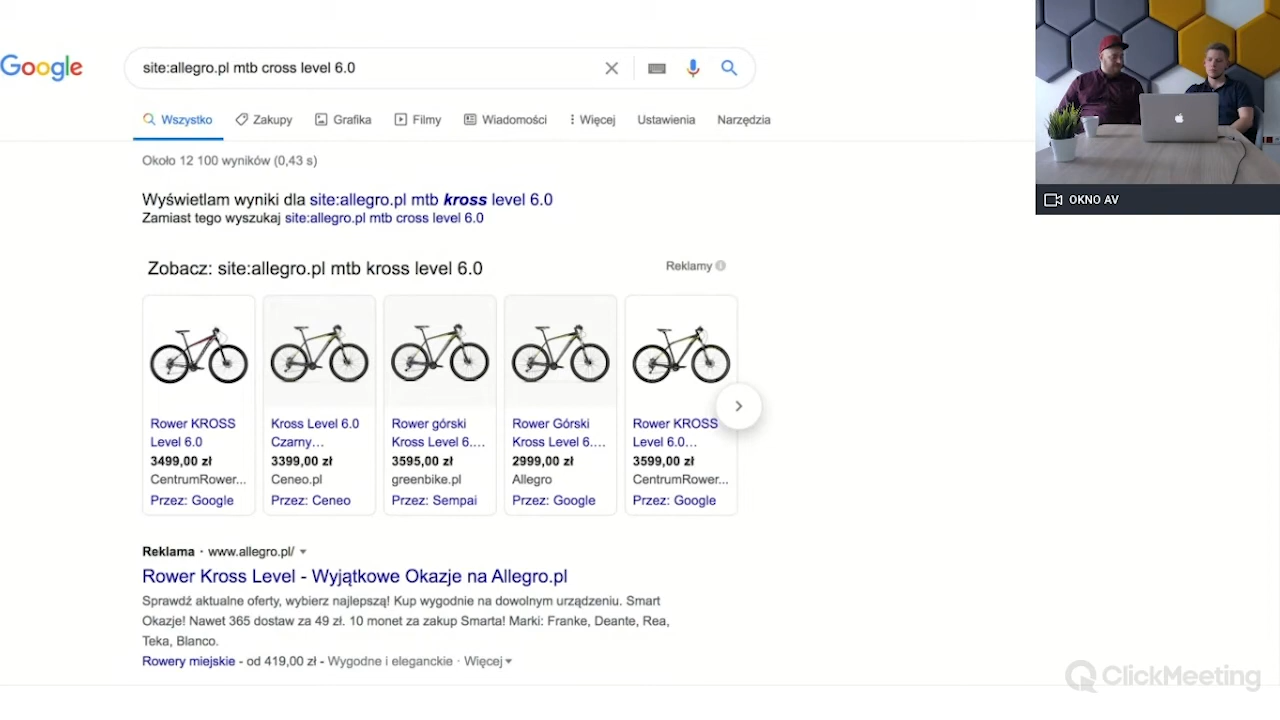 Google
site:allegro.pl mtb cross level 6.0
Wszystko Zakupy Grafika Filmy Wiadomości Więcej Ustawienia Narzędzia
Około 12 100 wyników (0,43 s)
Wyświetlam wyniki dla site:allegro.pl mtb kross level 6.0
Zamiast tego wyszukaj site:allegro.pl mtb cross level 6.0
Zobacz: site:allegro.pl mtb kross level 6.0
Reklamy
Rower KROSS
Level 6.0
3499,00 zł
CentrumRower...
Przez: Google
Kross Level 6.0
Czarny…
3399,00 zł
Ceneo.pl
Przez: Ceneo
Rower górski
Kross Level 6.…
3595,00 zł
greenbike.pl
Przez: Sempai
Rower Górski
Kross Level 6.…
2999,00 zł
Allegro
Przez: Google
Rower KROSS
Level 6.0…
3599,00 zł
CentrumRower...
Przez: Google
Reklama · www.allegro.pl/
Rower Kross Level - Wyjątkowe Okazje na Allegro.pl
Sprawdź aktualne oferty, wybierz najlepszą! Kup wygodnie na dowolnym urządzeniu. Smart
Okazje! Nawet 365 dostaw za 49 zł. 10 monet za zakup Smarta! Marki: Franke, Deante, Rea,
Teka, Blanco.
Rowery miejskie - od 419,00 zł - Wygodne i eleganckie · Więcej
OKNO AV
ClickMeeting